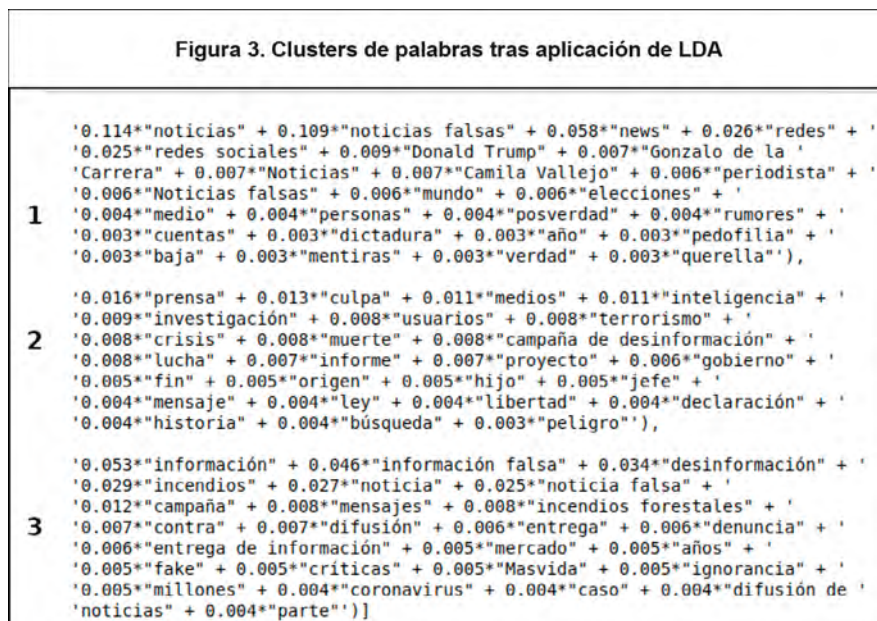 Figura 3. Clusters de palabras tras aplicación de LDA
'0.114*"noticias" + 0.109*"noticias falsas" + 0.058*"news" + 0.026*"redes" + '
'0.025*"redes sociales" + 0.009*"Donald Trump" + 0.007*"Gonzalo de la '
'Carrera" + 0.007*"Noticias" + 0.007*"Camila Vallejo" + 0.006*"periodista" + '
'0.006*"Noticias falsas" + 0.006*"mundo" + 0.006*"elecciones" + '
1 '0.004*"medio" + 0.004*"personas" + 0.004*"posverdad" + 0.004*"rumores" + '
'0.003*"cuentas" + 0.003*"dictadura" + 0.003*"año" + 0.003*"pedofilia" + '
'0.003*"baja" + 0.003*"mentiras" + 0.003*"verdad" + 0.003*"querella"'),
'0.016*"prensa" + 0.013*"culpa" + 0.011*"medios" + 0.011*"inteligencia" + '
'0.009*"investigación" + 0.008*"usuarios" + 0.008*"terrorismo" + '
2 '0.008*"crisis" + 0.008*"muerte" + 0.008*"campaña de desinformación" + '
'0.008*"lucha" + 0.007*"informe" + 0.007*"proyecto" + 0.006*"gobierno" + '
'0.005*"fin" + 0.005*"origen" + 0.005*"hijo" + 0.005*"jefe" + '
'0.004*"mensaje" + 0.004*"ley" + 0.004*"libertad" + 0.004*"declaración" + '
'0.004*"historia" + 0.004*"búsqueda" + 0.003*"peligro"'),
'0.053*"información" + 0.046*"información falsa" + 0.034*"desinformación" + '
'0.029*"incendios" + 0.027*"noticia" + 0.025*"noticia falsa" + '
'0.012*"campaña" + 0.008*"mensajes" + 0.008*"incendios forestales" + '
3 '0.007*"contra" + 0.007*"difusión" + 0.006*"entrega" + 0.006*"denuncia" + '
'0.006*"entrega de información" + 0.005*"mercado" + 0.005*"años" + '
'0.005*"fake" + 0.005*"críticas" + 0.005*"Masvida" + 0.005*"ignorancia" + '
'0.005*"millones" + 0.004*"coronavirus" + 0.004*"caso" + 0.004*"difusión de '
'noticias" + 0.004*"parte"')]